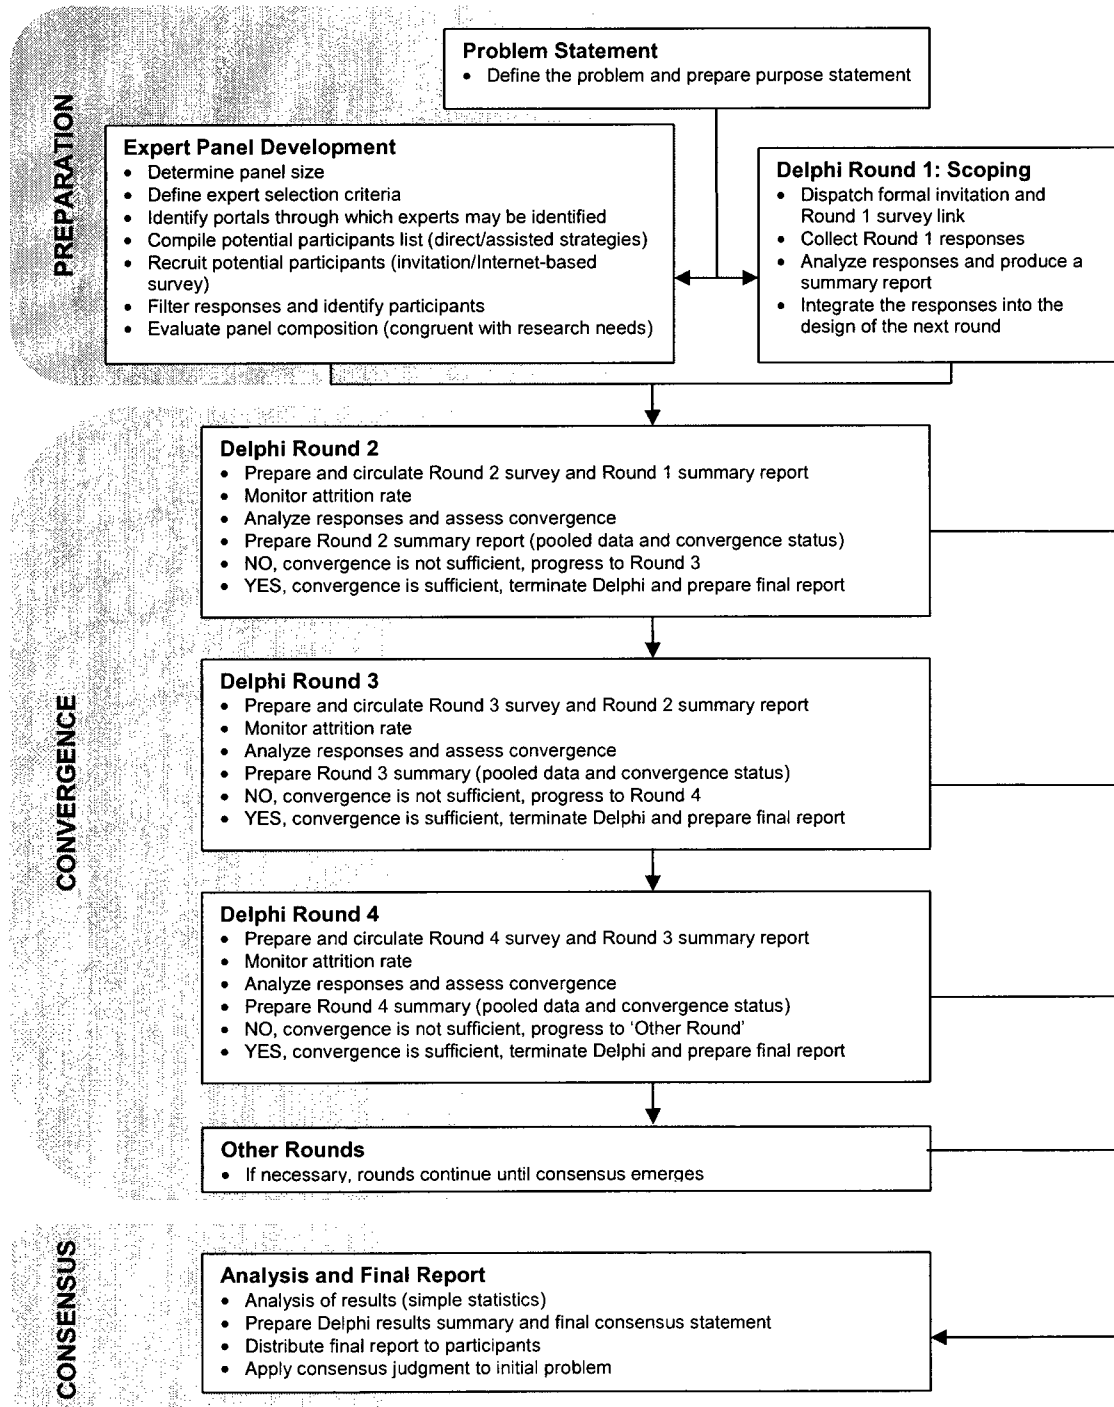 PREPARATION
Problem Statement
• Define the problem and prepare purpose statement
Expert Panel Development
• Determine panel size
• Define expert selection criteria
• Identify portals through which experts may be identified
• Compile potential participants list (direct/assisted strategies)
• Recruit potential participants (invitation/Internet-based
survey)
• Filter responses and identify participants
• Evaluate panel composition (congruent with research needs)
Delphi Round 1: Scoping
• Dispatch formal invitation and
Round 1 survey link
• Collect Round 1 responses
• Analyze responses and produce a
summary report
• Integrate the responses into the
design of the next round
CONVERGENCE
Delphi Round 2
• Prepare and circulate Round 2 survey and Round 1 summary report
• Monitor attrition rate
• Analyze responses and assess convergence
• Prepare Round 2 summary report (pooled data and convergence status)
• NO, convergence is not sufficient, progress to Round 3
• YES, convergence is sufficient, terminate Delphi and prepare final report
Delphi Round 3
• Prepare and circulate Round 3 survey and Round 2 summary report
• Monitor attrition rate
• Analyze responses and assess convergence
• Prepare Round 3 summary (pooled data and convergence status)
• NO, convergence is not sufficient, progress to Round 4
• YES, convergence is sufficient, terminate Delphi and prepare final report
Delphi Round 4
• Prepare and circulate Round 4 survey and Round 3 summary report
• Monitor attrition rate
• Analyze responses and assess convergence
• Prepare Round 4 summary (pooled data and convergence status)
• NO, convergence is not sufficient, progress to ‘Other Round’
• YES, convergence is sufficient, terminate Delphi and prepare final report
Other Rounds
• If necessary, rounds continue until consensus emerges
CONSENSUS
Analysis and Final Report
• Analysis of results (simple statistics)
• Prepare Delphi results summary and final consensus statement
• Distribute final report to participants
• Apply consensus judgment to initial problem